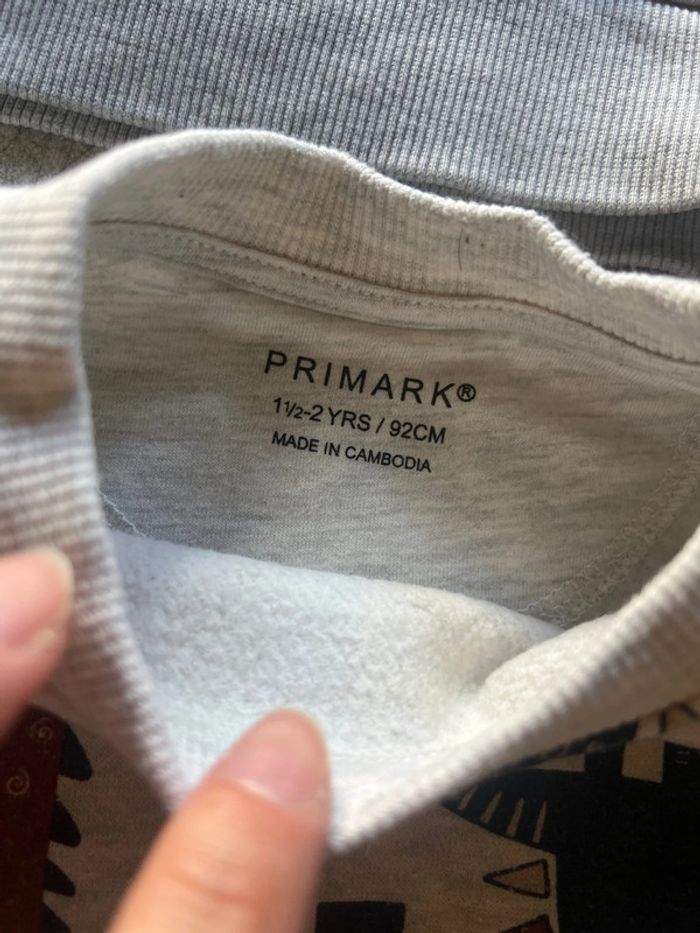 PRIMARK®
1½-2 YRS / 92CM
MADE IN CAMBODIA